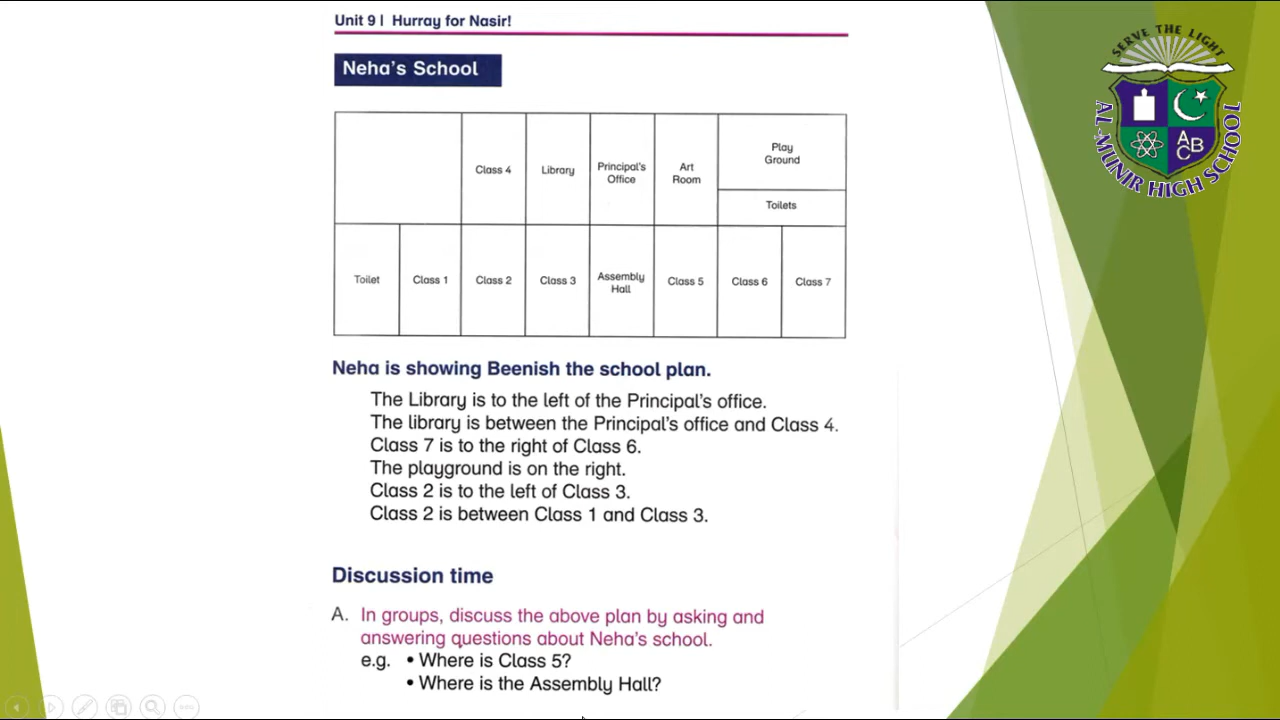 Unit 9 | Hurray for Nasir!
Neha's School
Class 4
Library
Principal's
Office
Art
Room
Play
Ground
Toilets
Toilet
Class 1
Class 2
Class 3
Assembly
Hall
Class 5
Class 6
Class 7
Neha is showing Beenish the school plan.
The Library is to the left of the Principal's office.
The library is between the Principal's office and Class 4.
Class 7 is to the right of Class 6.
The playground is on the right.
Class 2 is to the left of Class 3.
Class 2 is between Class 1 and Class 3.
Discussion time
A. In groups, discuss the above plan by asking and
answering questions about Neha's school.
e.g. • Where is Class 5?
• Where is the Assembly Hall?
SERVE THE LIGHT
A
B
C
AL-MUNIR HIGH SCHOOL